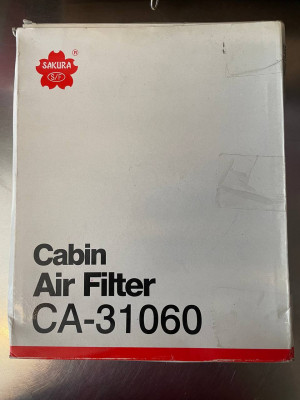 SAKURA
S/F
®
Cabin
Air Filter
CA-31060